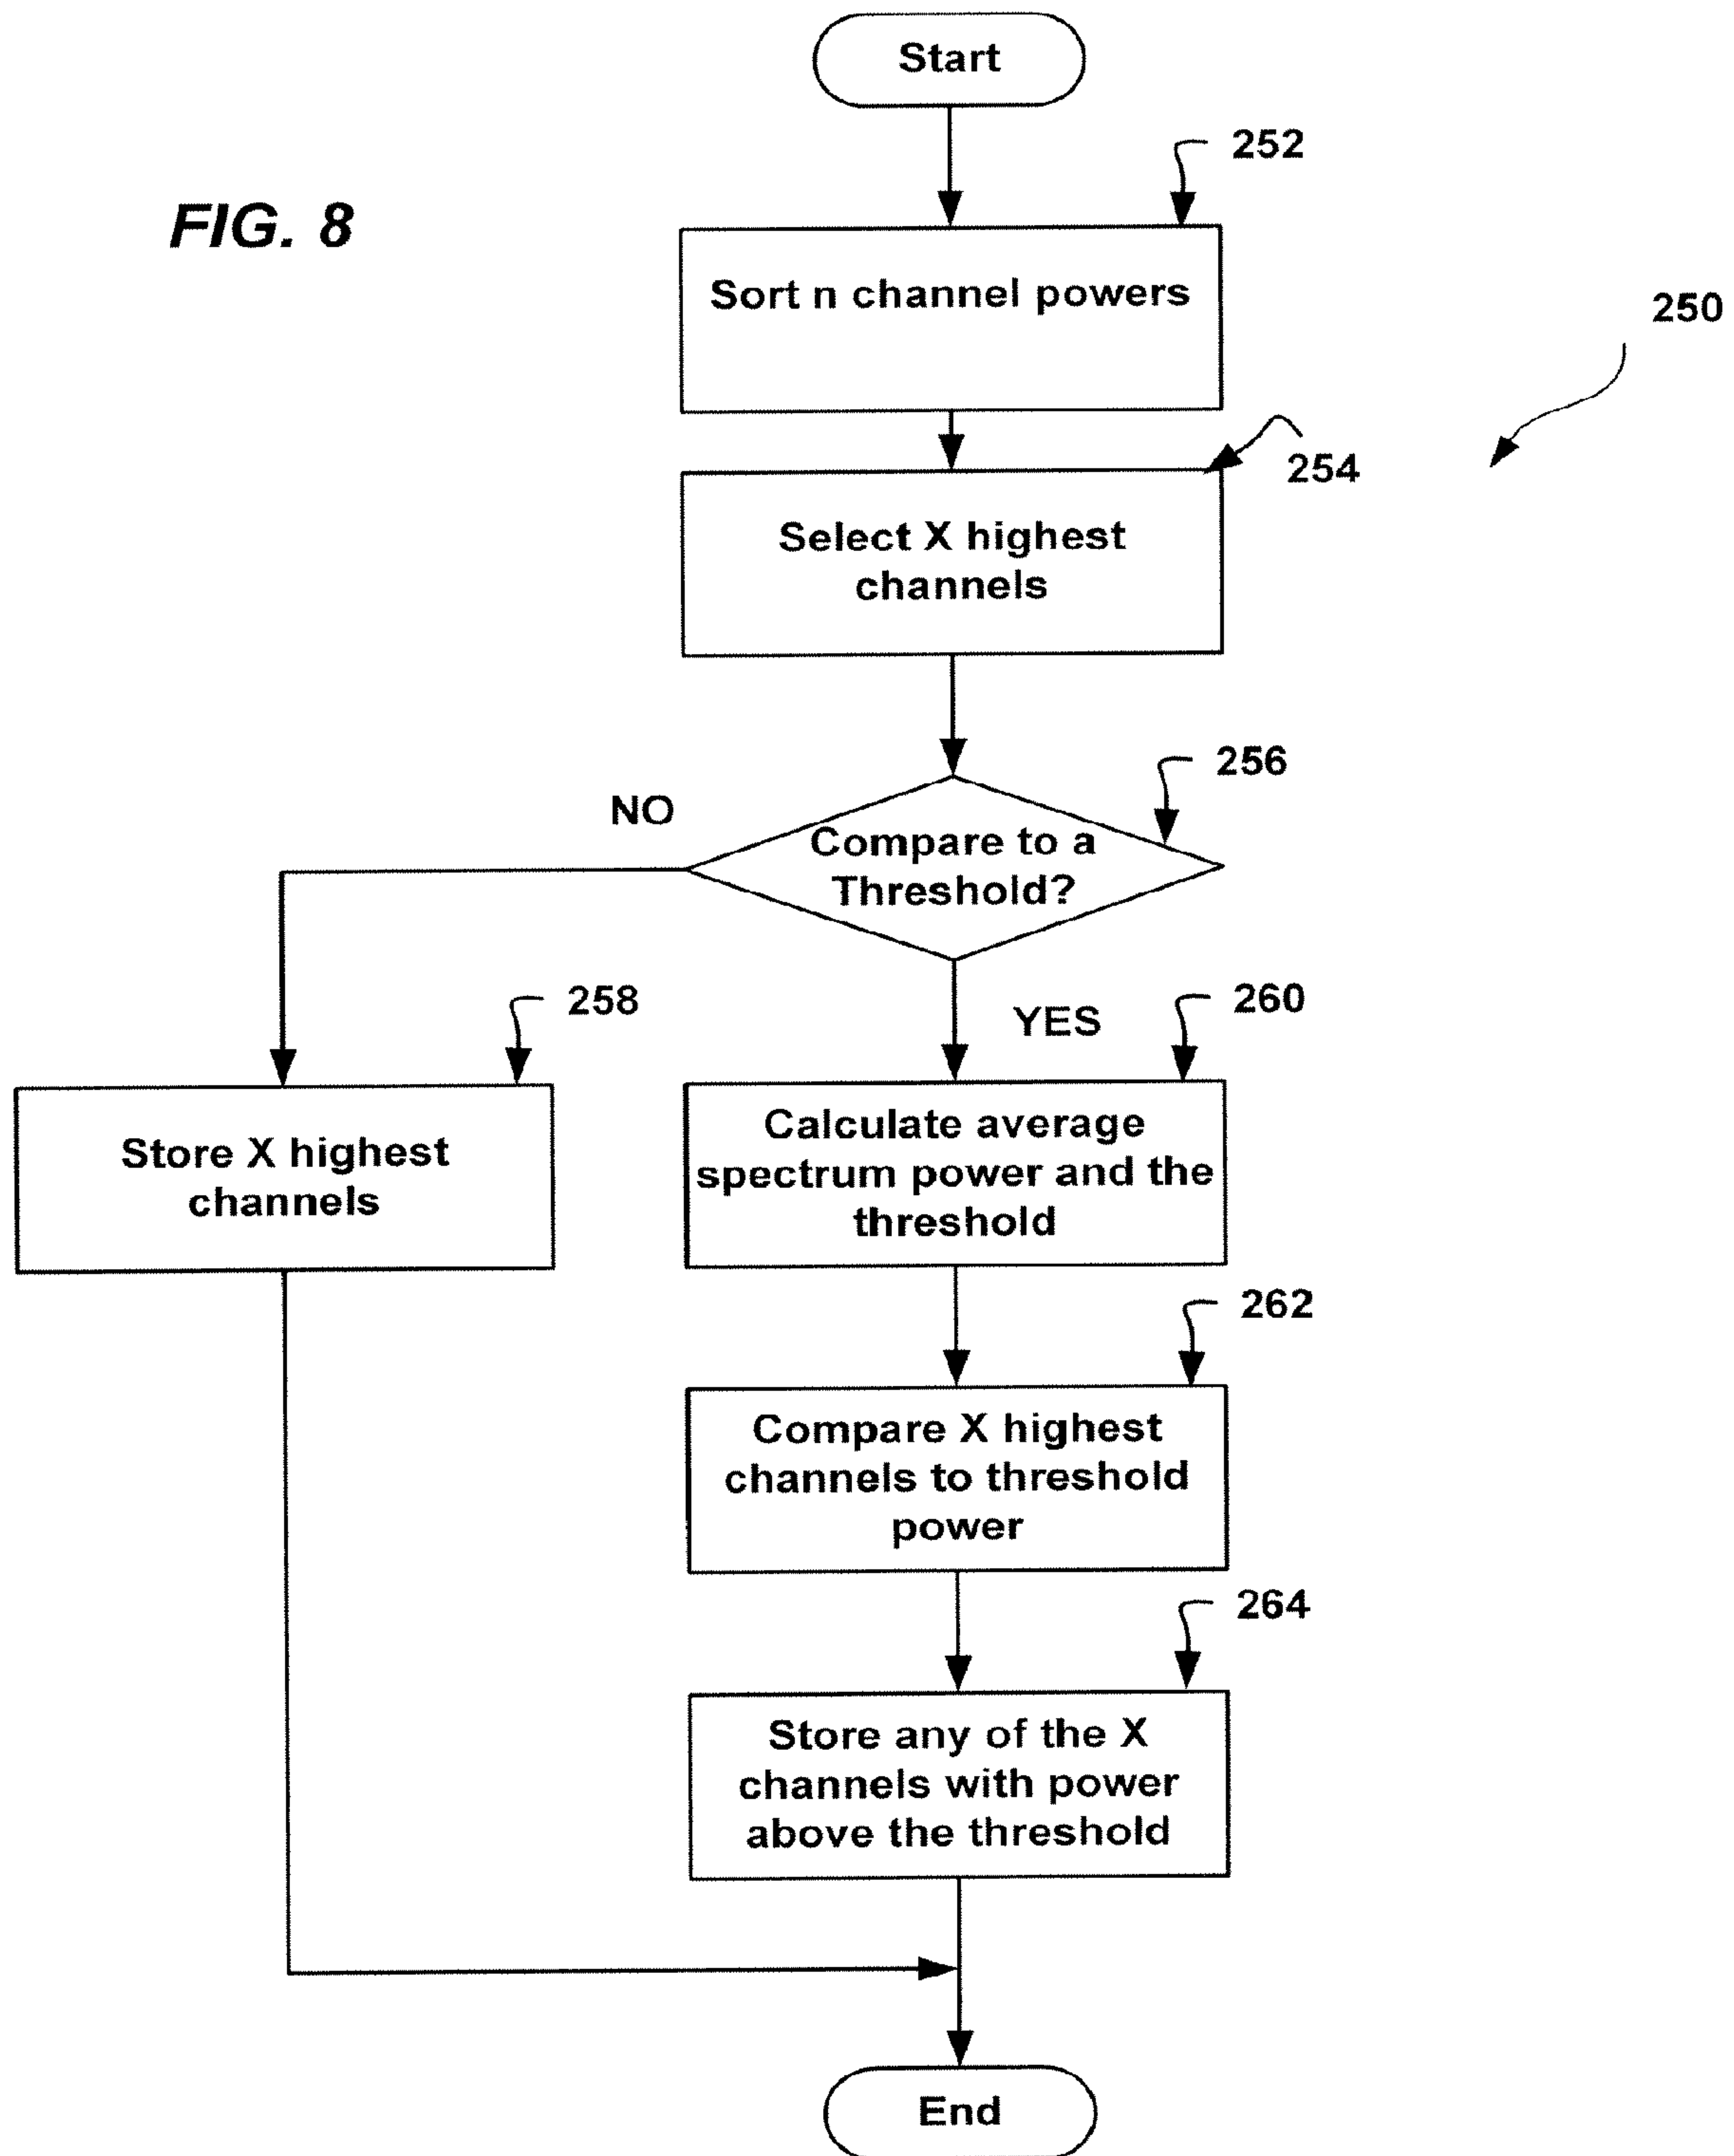 Start
252
FIG. 8
Sort n channel powers
250
254
Select X highest
channels
256
NO
Compare to a
Threshold?
258
YES
260
Store X highest
channels
Calculate average
spectrum power and the
threshold
262
Compare X highest
channels to threshold
power
264
Store any of the X
channels with power
above the threshold
End